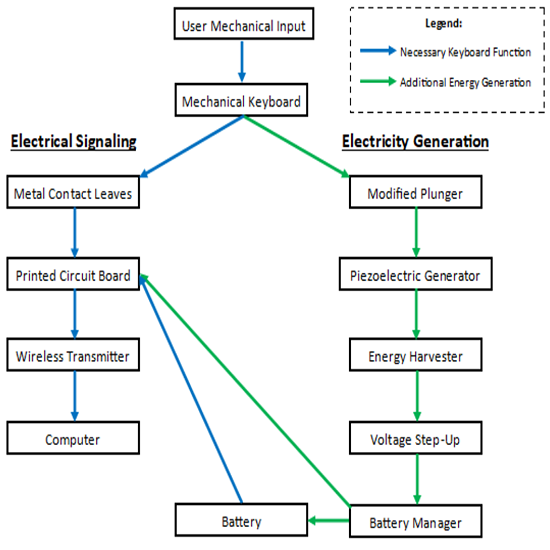 User Mechanical Input
Legend:
Necessary Keyboard Function
Additional Energy Generation
Mechanical Keyboard
Electrical Signaling
Electricity Generation
Metal Contact Leaves
Modified Plunger
Printed Circuit Board
Piezoelectric Generator
Wireless Transmitter
Energy Harvester
Computer
Voltage Step-Up
Battery
Battery Manager